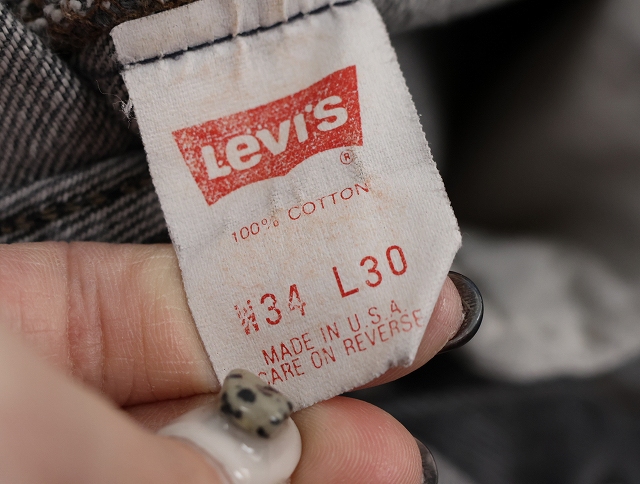 Levi's
®
100% COTTON
W34 L30
MADE IN U.S.A.
CARE ON REVERSE